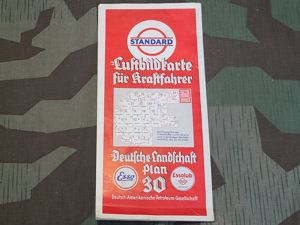 STANDARD
Luftbildkarte
für Kraftfahrer
Deutsche Landschaft
Plan
30
Esso
Essolub
Deutsch-Amerikanische Petroleum-Gesellschaft